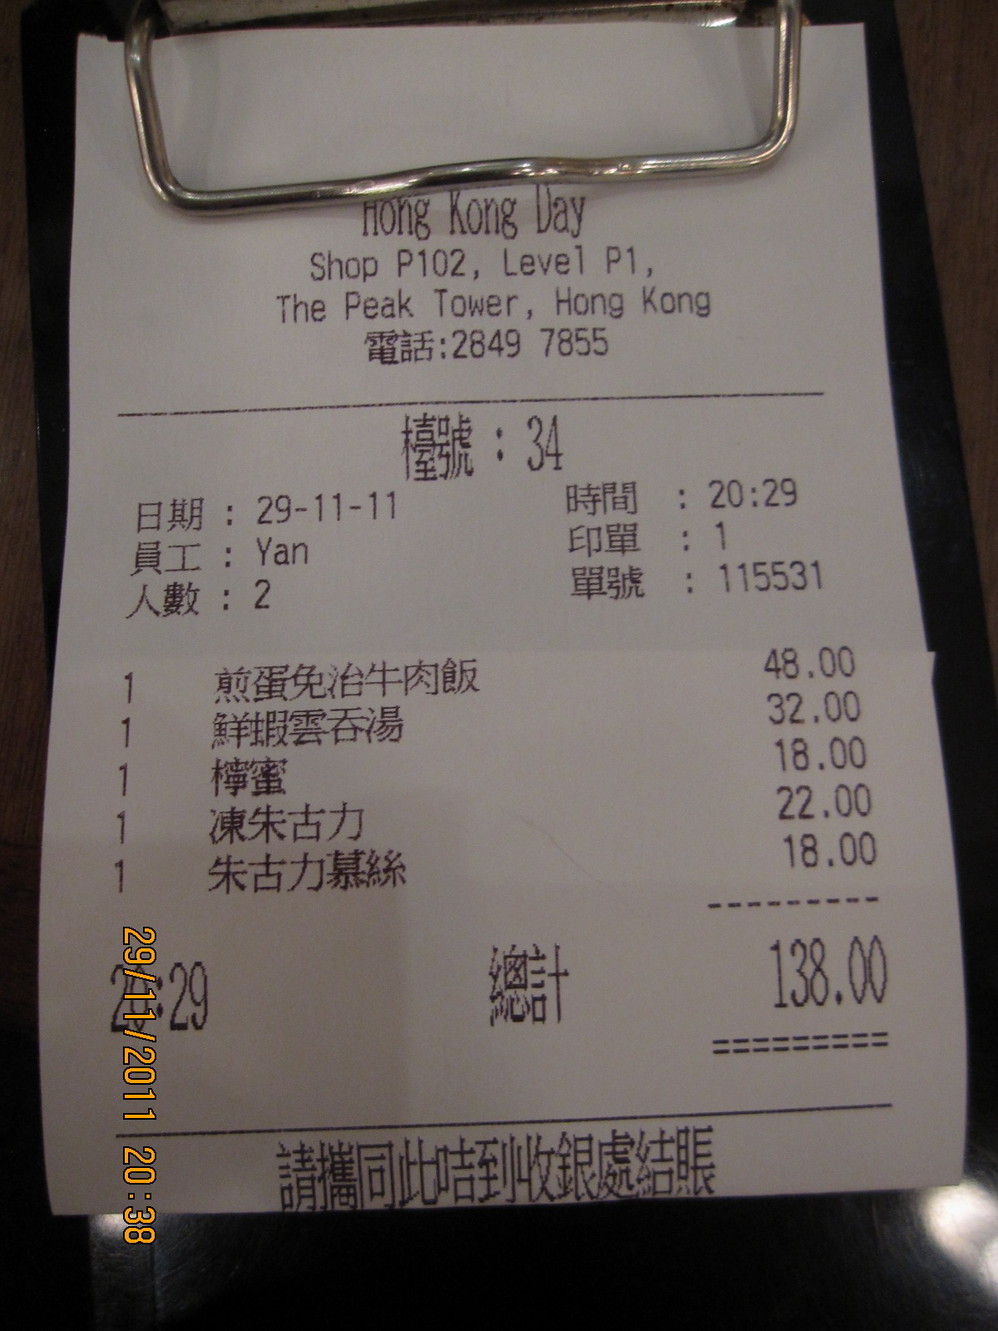 Hong Kong Day
Shop P102, Level P1,
The Peak Tower, Hong Kong
電話:2849 7855
檯號 : 34
日期 : 29-11-11 時間 : 20:29
員工 : Yan 印單 : 1
人數 : 2 單號 : 115531
1 煎蛋免治牛肉飯 48.00
1 鮮蝦雲吞湯 32.00
1 檸蜜 18.00
1 凍朱古力 22.00
1 朱古力慕絲 18.00
---------
20:29 總計 138.00
=========
請攜同此咭到收銀處結賬
29/11/2011 20:38